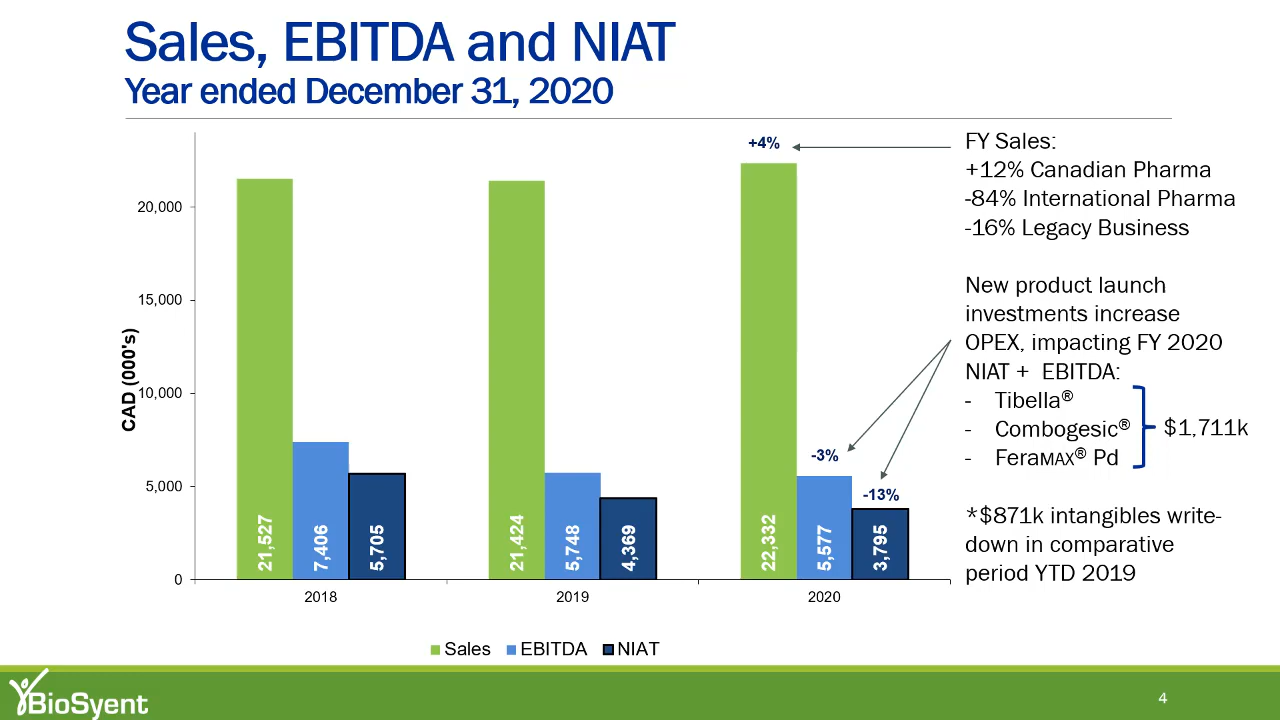 Sales, EBITDA and NIAT
Year ended December 31, 2020
CAD (000's)
20,000
15,000
10,000
5,000
0
21,527
7,406
5,705
21,424
5,748
4,369
22,332
5,577
3,795
+4%
-3%
-13%
2018
2019
2020
Sales
EBITDA
NIAT
FY Sales:
+12% Canadian Pharma
-84% International Pharma
-16% Legacy Business
New product launch
investments increase
OPEX, impacting FY 2020
NIAT + EBITDA:
- Tibella®
- Combogesic®
- FeraMAX® Pd
$1,711k
*$871k intangibles write-
down in comparative
period YTD 2019
BioSyent
4